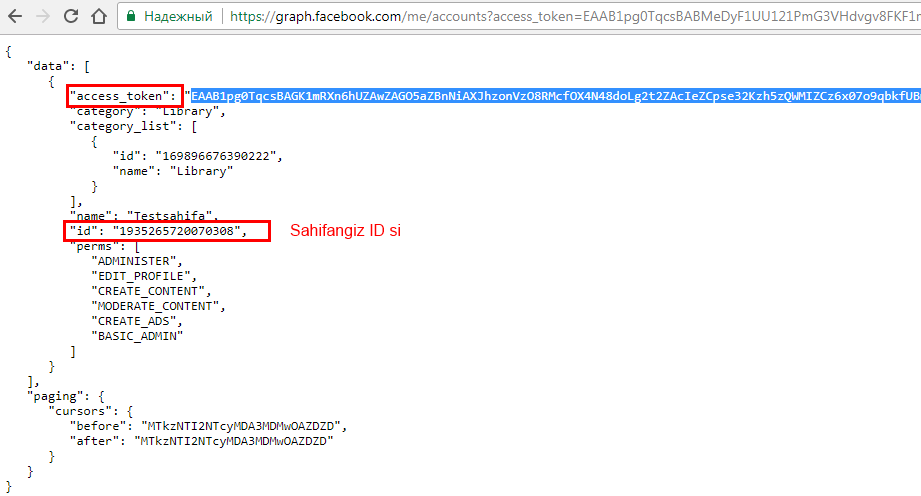 Надежный | https://graph.facebook.com/me/accounts?access_token=EAAB1pg0TqcsBABMeDyF1UU121PmG3VHdvgv8FKF1r
{
"data": [
{
"access_token": "EAAB1pg0TqcsBAGK1mRXn6hUZAwZAGO5aZBnNiAXJhzonVzO8RMcfOX4N48doLg2t2ZAcIeZCpse32Kzh5zQWMIZCz6x07o9qbkfUB
"category": "Library",
"category_list": [
{
"id": "169896676390222",
"name": "Library"
}
],
"name": "Testsahifa",
"id": "1935265720070308", Sahifangiz ID si
"perms": [
"ADMINISTER",
"EDIT_PROFILE",
"CREATE_CONTENT",
"MODERATE_CONTENT",
"CREATE_ADS",
"BASIC_ADMIN"
]
}
],
"paging": {
"cursors": {
"before": "MTkzNTI2NTcyMDA3MDMwOAZDZD",
"after": "MTkzNTI2NTcyMDA3MDMwOAZDZD"
}
}
}